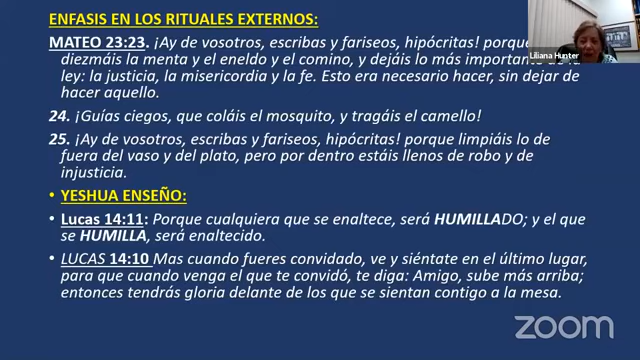 ENFASIS EN LOS RITUALES EXTERNOS:
MATEO 23:23. ¡Ay de vosotros, escribas y fariseos, hipócritas! porque
diezmáis la menta y el eneldo y el comino, y dejáis lo más importante de la
ley: la justicia, la misericordia y la fe. Esto era necesario hacer, sin dejar de
hacer aquello.
24. ¡Guías ciegos, que coláis el mosquito, y tragáis el camello!
25. ¡Ay de vosotros, escribas y fariseos, hipócritas! porque limpiáis lo de
fuera del vaso y del plato, pero por dentro estáis llenos de robo y de
injusticia.
• YESHUA ENSEÑO:
• Lucas 14:11: Porque cualquiera que se enaltece, será HUMILLADO; y el que
se HUMILLA, será enaltecido.
• LUCAS 14:10 Mas cuando fueres convidado, ve y siéntate en el último lugar,
para que cuando venga el que te convidó, te diga: Amigo, sube más arriba;
entonces tendrás gloria delante de los que se sientan contigo a la mesa.
Liliana Hunter
zoom